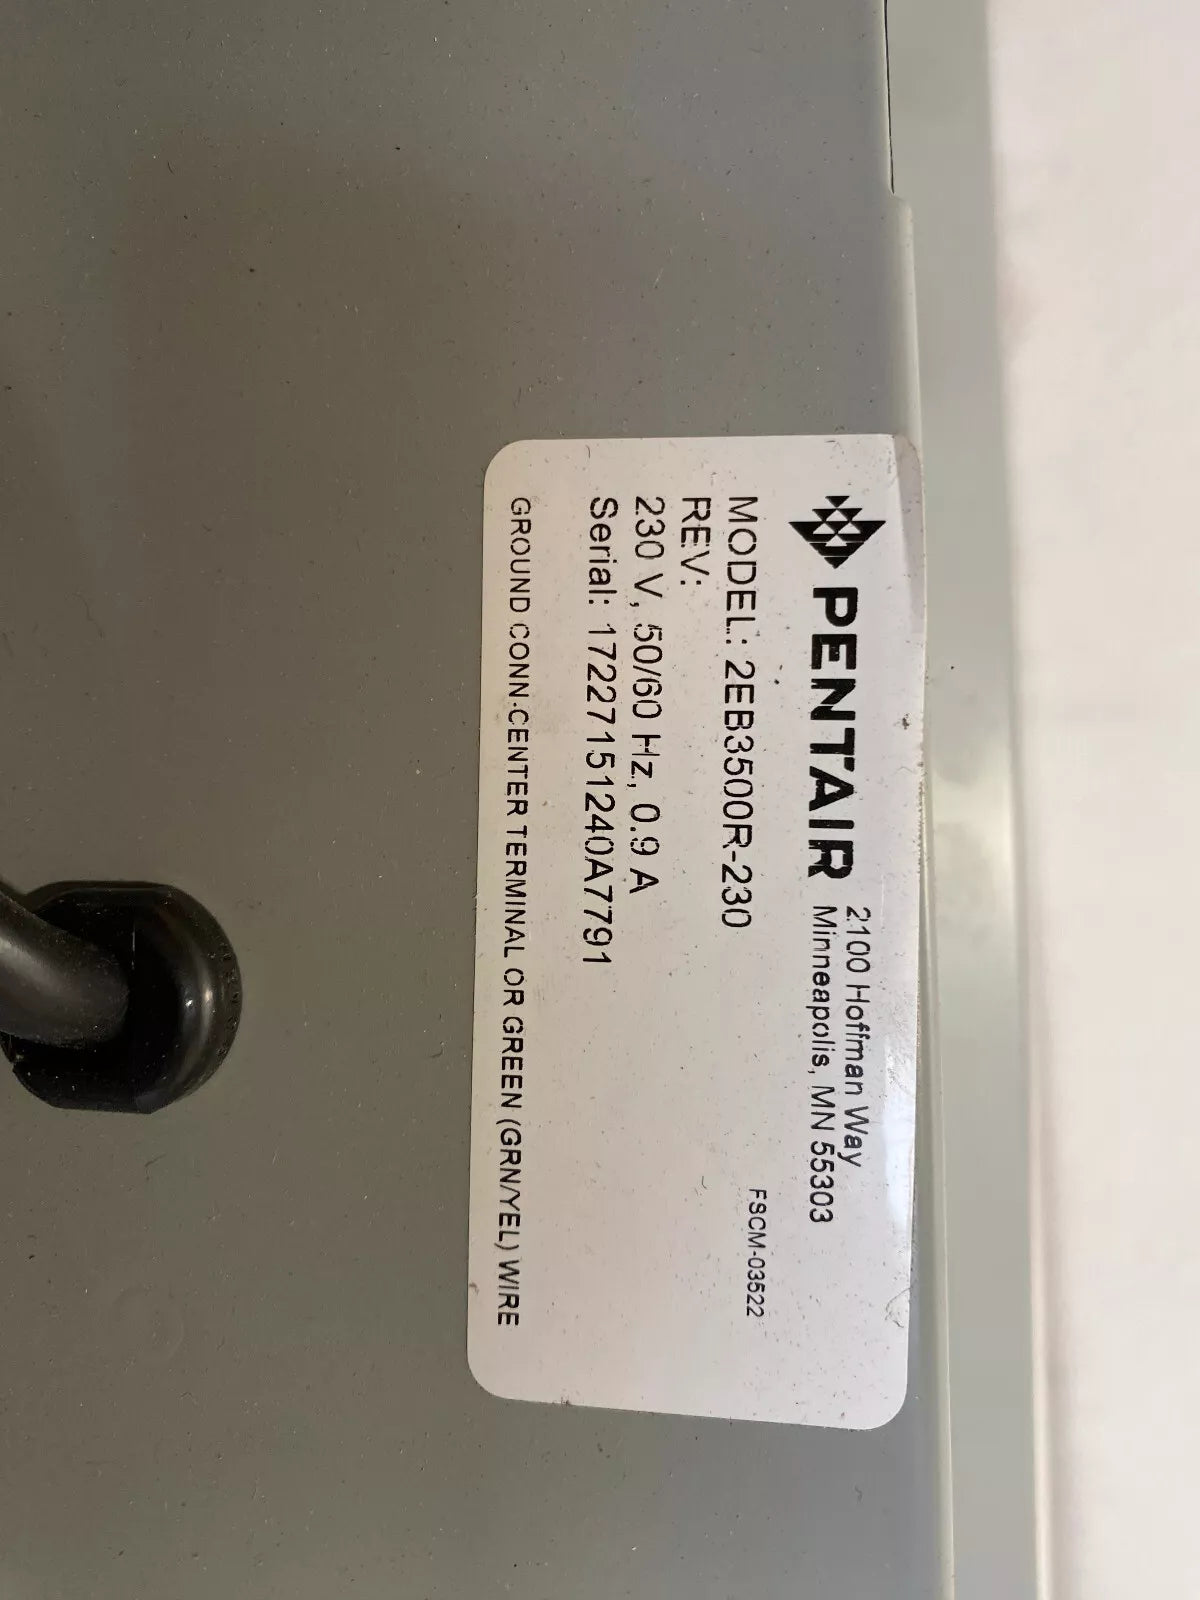 PENTAIR
2100 Hoffman Way
Minneapolis, MN 55303
MODEL: 2EB3500R-230
FSCM-03522
REV:
230 V, 50/60 Hz, 0.9 A
Serial: 17227151240A7791
GROUND CONN-CENTER TERMINAL OR GREEN (GRN/YEL) WIRE